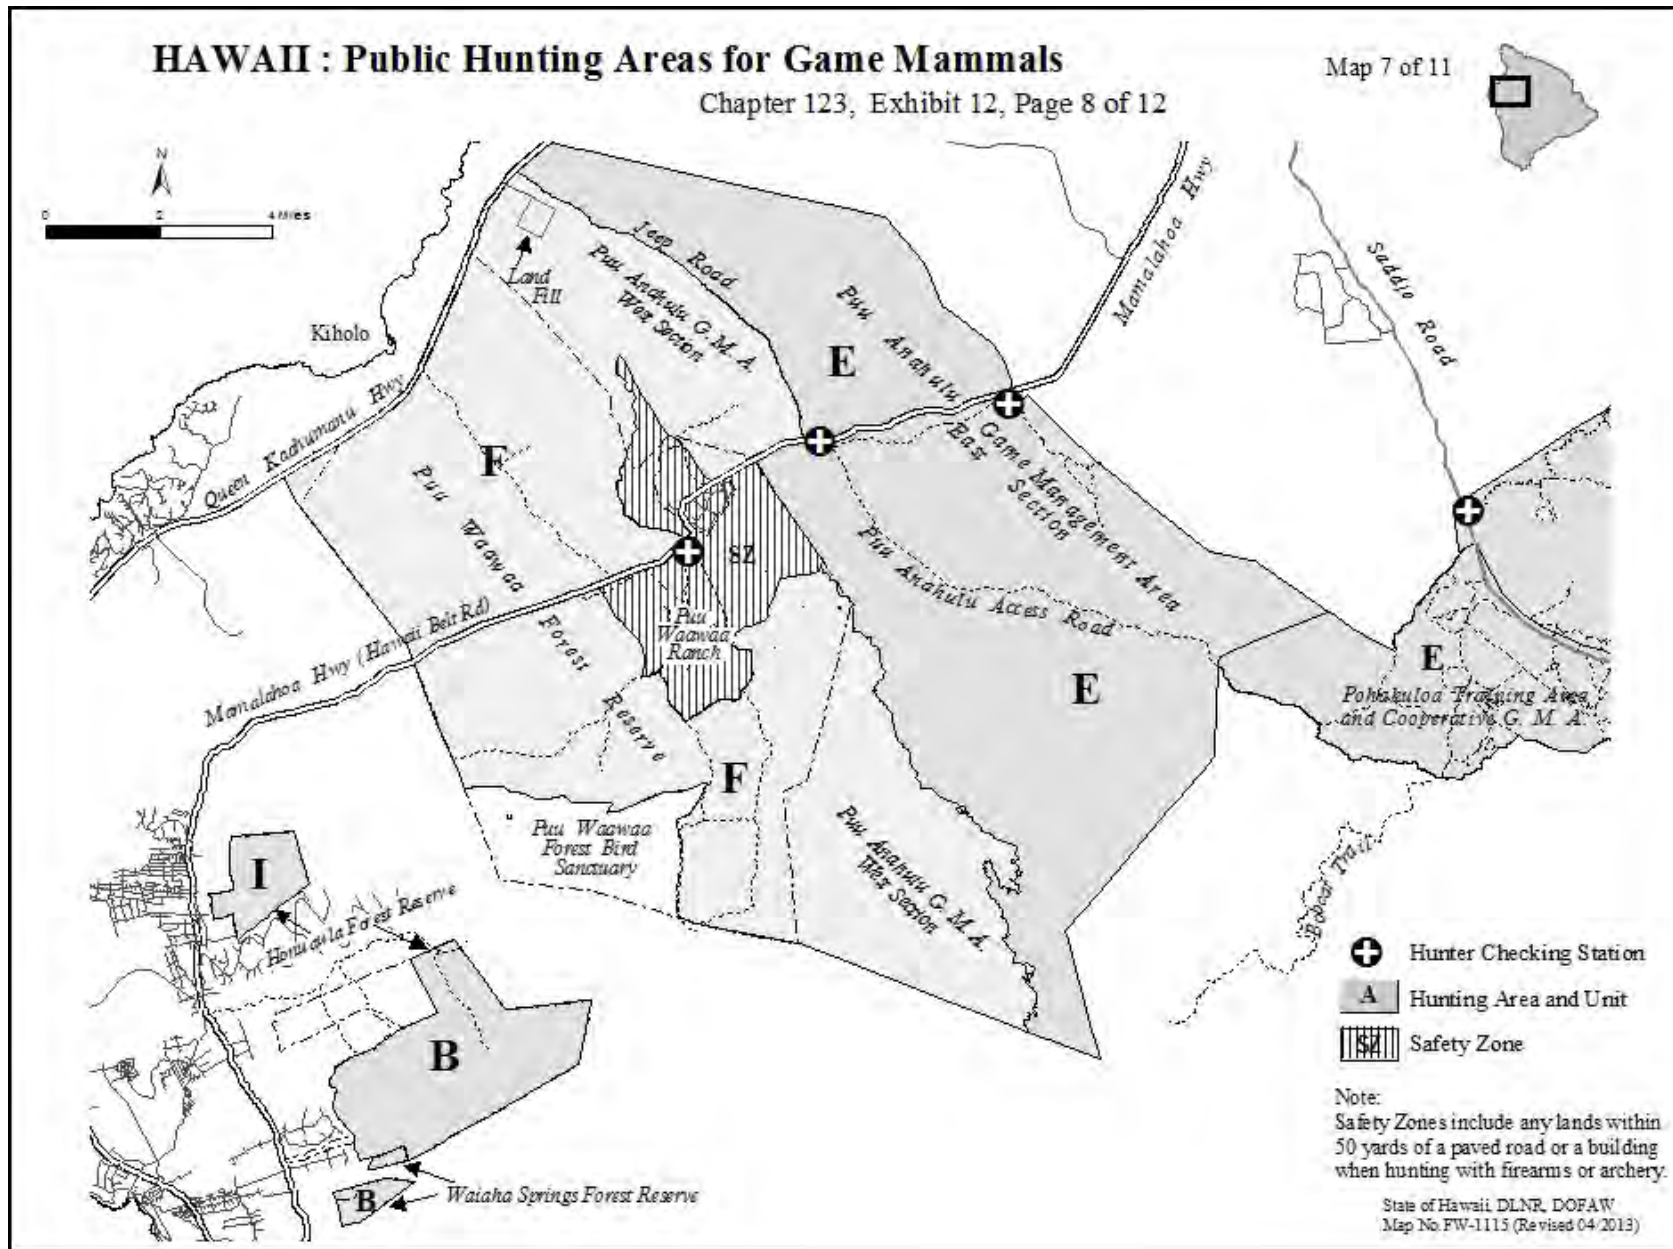 HAWAII : Public Hunting Areas for Game Mammals
Chapter 123, Exhibit 12, Page 8 of 12
Map 7 of 11
N
0 2 4 Miles
Land
Fill
Jeep Road
Puu Anahulu G. M. A.
West Section
Kiholo
Queen Kaahumanu Hwy
Mamalahoa Hwy
Saddle Road
E
Puu Anahulu Game Management Area
East Section
F
Puu Waawaa Forest Reserve
SZ
Puu Anahulu Access Road
Puu
Waawaa
Ranch
Mamalahoa Hwy (Hawaii Belt Rd)
E
E
Pohakuloa Training Area
and Cooperative G. M. A.
F
Puu Waawaa
Forest Bird
Sanctuary
Puu Anahulu G. M. A.
West Section
I
Honuaula Forest Reserve
Bobcat Trail
B
B
Waiaha Springs Forest Reserve
Hunter Checking Station
A Hunting Area and Unit
SZ Safety Zone
Note:
Safety Zones include any lands within
50 yards of a paved road or a building
when hunting with firearms or archery.
State of Hawaii, DLNR, DOFAW
Map No. FW-1115 (Revised 04/2013)